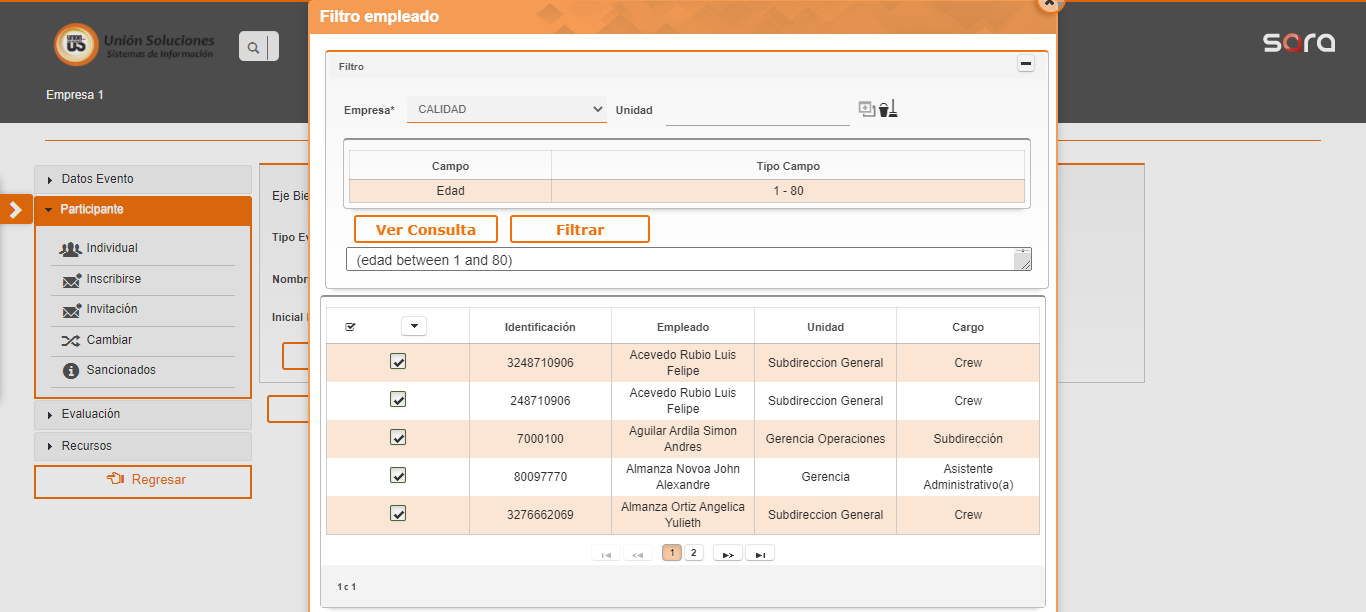 Filtro empleado
Unión Soluciones
Sistemas de Información
sora
Empresa 1
Filtro
Empresa* CALIDAD Unidad
Campo Tipo Campo
Edad 1 - 80
Ver Consulta Filtrar
(edad between 1 and 80)
Datos Evento
Participante
Individual
Inscribirse
Invitación
Cambiar
Sancionados
Evaluación
Recursos
Regresar
Eje Bie
Tipo Ev
Nombr
Inicial
Identificación Empleado Unidad Cargo
3248710906 Acevedo Rubio Luis Felipe Subdireccion General Crew
248710906 Acevedo Rubio Luis Felipe Subdireccion General Crew
7000100 Aguilar Ardila Simon Andres Gerencia Operaciones Subdirección
80097770 Almanza Novoa John Alexandre Gerencia Asistente Administrativo(a)
3276662069 Almanza Ortiz Angelica Yulieth Subdireccion General Crew
1 2